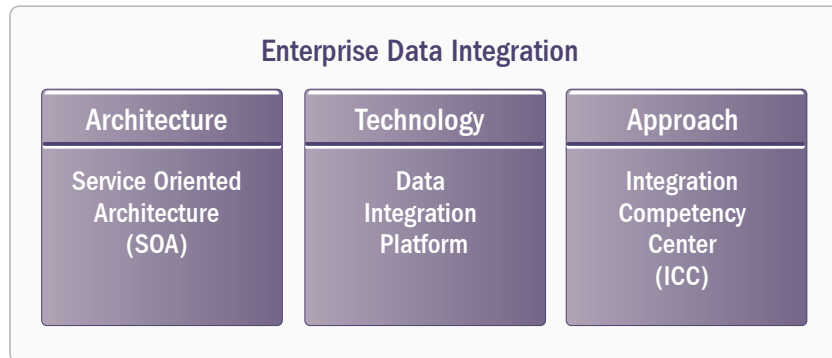 Enterprise Data Integration
Architecture
Service Oriented
Architecture
(SOA)
Technology
Data
Integration
Platform
Approach
Integration
Competency
Center
(ICC)